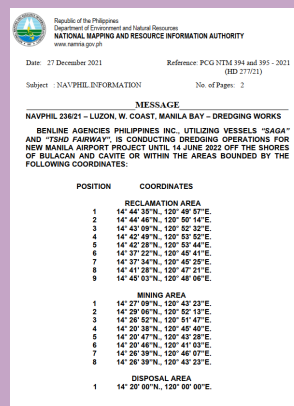 Republic of the Philippines
Department of Environment and Natural Resources
NATIONAL MAPPING AND RESOURCE INFORMATION AUTHORITY
www.namria.gov.ph
Date: 27 December 2021 Reference: PCG NTM 394 and 395 - 2021
(HD 277/21)
Subject : NAVPHIL INFORMATION No. of Pages: 2
MESSAGE
NAVPHIL 236/21 – LUZON, W. COAST, MANILA BAY – DREDGING WORKS
BENLINE AGENCIES PHILIPPINES INC., UTILIZING VESSELS "SAGA"
AND "TSHD FAIRWAY", IS CONDUCTING DREDGING OPERATIONS FOR
NEW MANILA AIRPORT PROJECT UNTIL 14 JUNE 2022 OFF THE SHORES
OF BULACAN AND CAVITE OR WITHIN THE AREAS BOUNDED BY THE
FOLLOWING COORDINATES:
POSITION COORDINATES
RECLAMATION AREA
1 14° 44' 35"N., 120° 49' 57"E.
2 14° 44' 46"N., 120° 50' 14"E.
3 14° 43' 09"N., 120° 52' 32"E.
4 14° 42' 49"N., 120° 53' 52"E.
5 14° 42' 28"N., 120° 53' 44"E.
6 14° 37' 22"N., 120° 45' 41"E.
7 14° 37' 34"N., 120° 45' 25"E.
8 14° 41' 28"N., 120° 47' 21"E.
9 14° 45' 03"N., 120° 48' 06"E.
MINING AREA
1 14° 27' 09"N., 120° 43' 23"E.
2 14° 29' 06"N., 120° 52' 13"E.
3 14° 26' 52"N., 120° 51' 47"E.
4 14° 20' 38"N., 120° 45' 40"E.
5 14° 20' 47"N., 120° 43' 28"E.
6 14° 20' 46"N., 120° 41' 03"E.
7 14° 26' 39"N., 120° 46' 07"E.
8 14° 26' 39"N., 120° 43' 23"E.
DISPOSAL AREA
1 14° 20' 00"N., 120° 00' 00"E.